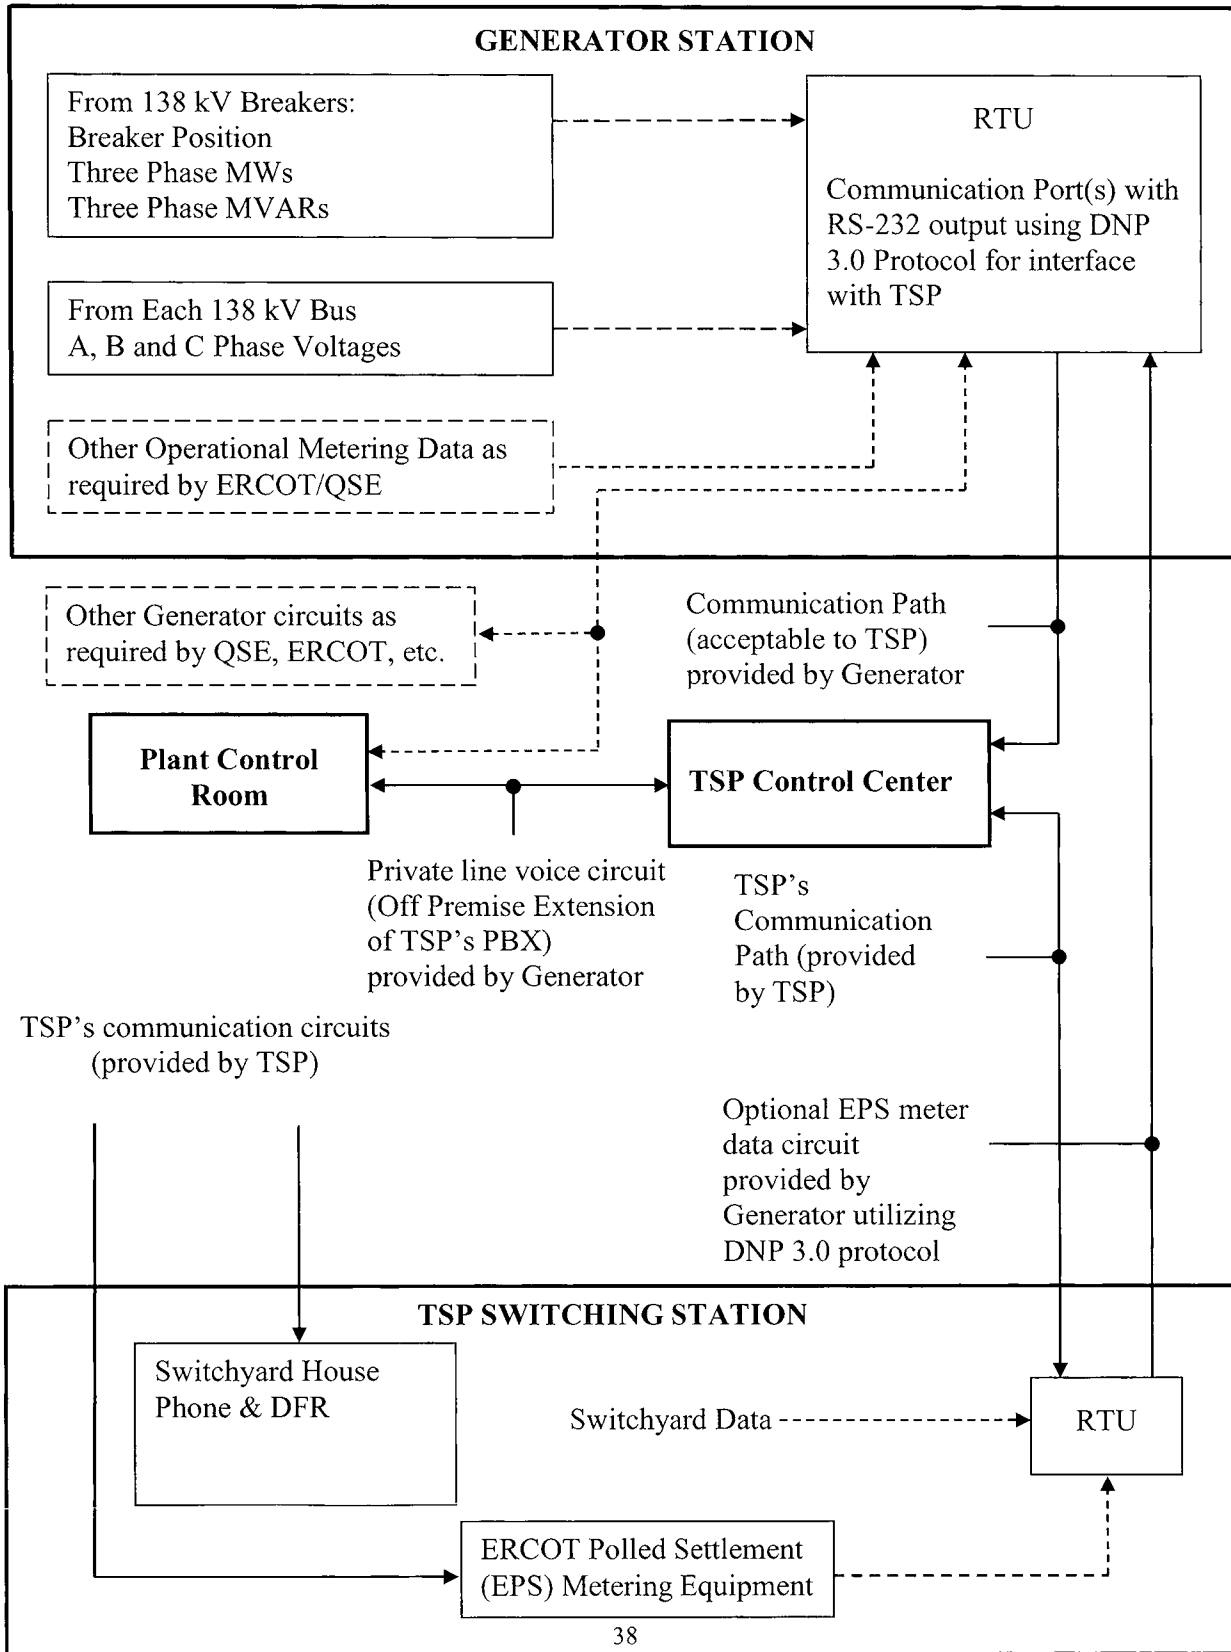 GENERATOR STATION
From 138 kV Breakers:
Breaker Position
Three Phase MWs
Three Phase MVARs
RTU
Communication Port(s) with
RS-232 output using DNP
3.0 Protocol for interface
with TSP
From Each 138 kV Bus
A, B and C Phase Voltages
Other Operational Metering Data as
required by ERCOT/QSE
Other Generator circuits as
required by QSE, ERCOT, etc.
Communication Path
(acceptable to TSP)
provided by Generator
Plant Control
Room
TSP Control Center
Private line voice circuit
(Off Premise Extension
of TSP's PBX)
provided by Generator
TSP's
Communication
Path (provided
by TSP)
TSP's communication circuits
(provided by TSP)
Optional EPS meter
data circuit
provided by
Generator utilizing
DNP 3.0 protocol
TSP SWITCHING STATION
Switchyard House
Phone & DFR
Switchyard Data
RTU
ERCOT Polled Settlement
(EPS) Metering Equipment
38